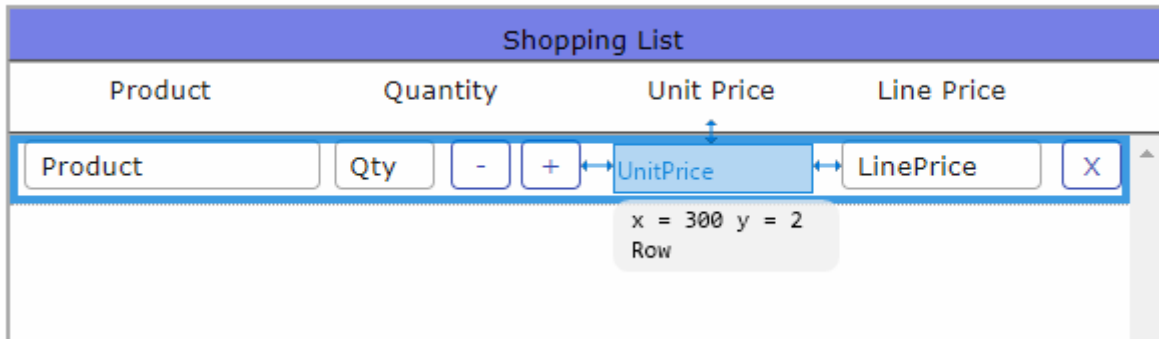 Shopping List
Product Quantity Unit Price Line Price
Product Qty - + UnitPrice LinePrice X
x = 300 y = 2
Row